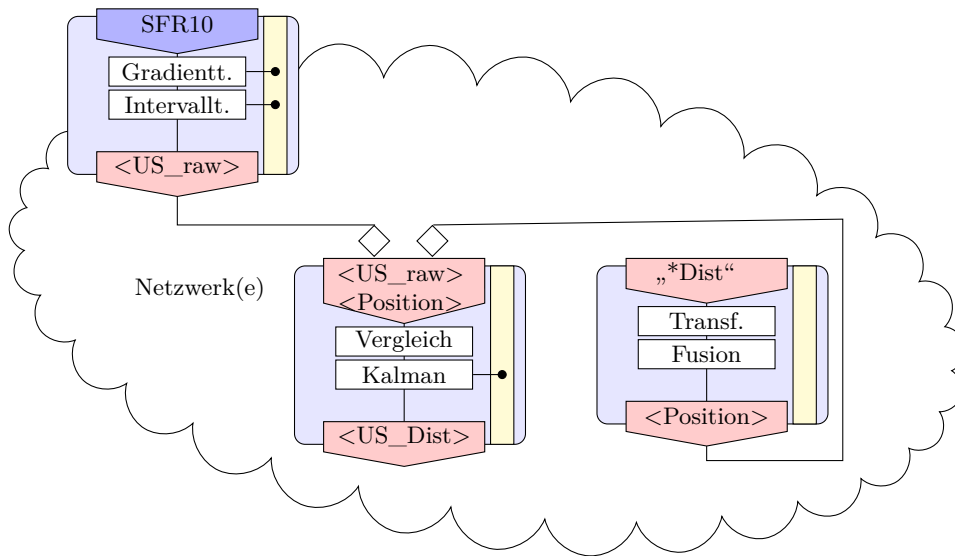 SFR10
Gradientt.
Intervallt.
<US_raw>
Netzwerk(e)
<US_raw>
<Position>
Vergleich
Kalman
<US_Dist>
„*Dist“
Transf.
Fusion
<Position>